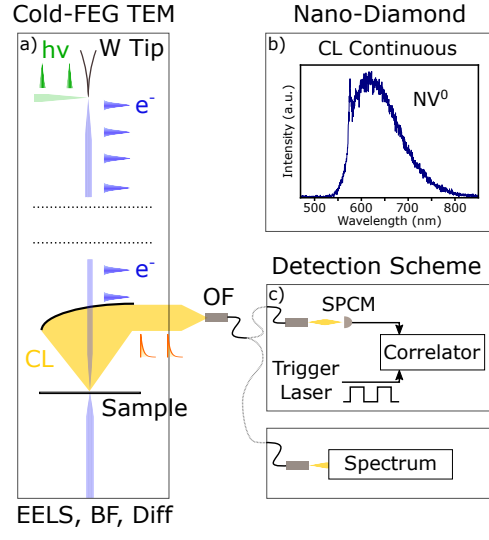 Cold-FEG TEM
a)
W Tip
hν
e⁻
e⁻
CL
OF
Sample
EELS, BF, Diff
Nano-Diamond
b)
CL Continuous
NV⁰
Intensity (a.u.)
500 600 700 800
Wavelength (nm)
Detection Scheme
c)
SPCM
Correlator
Trigger
Laser
Spectrum